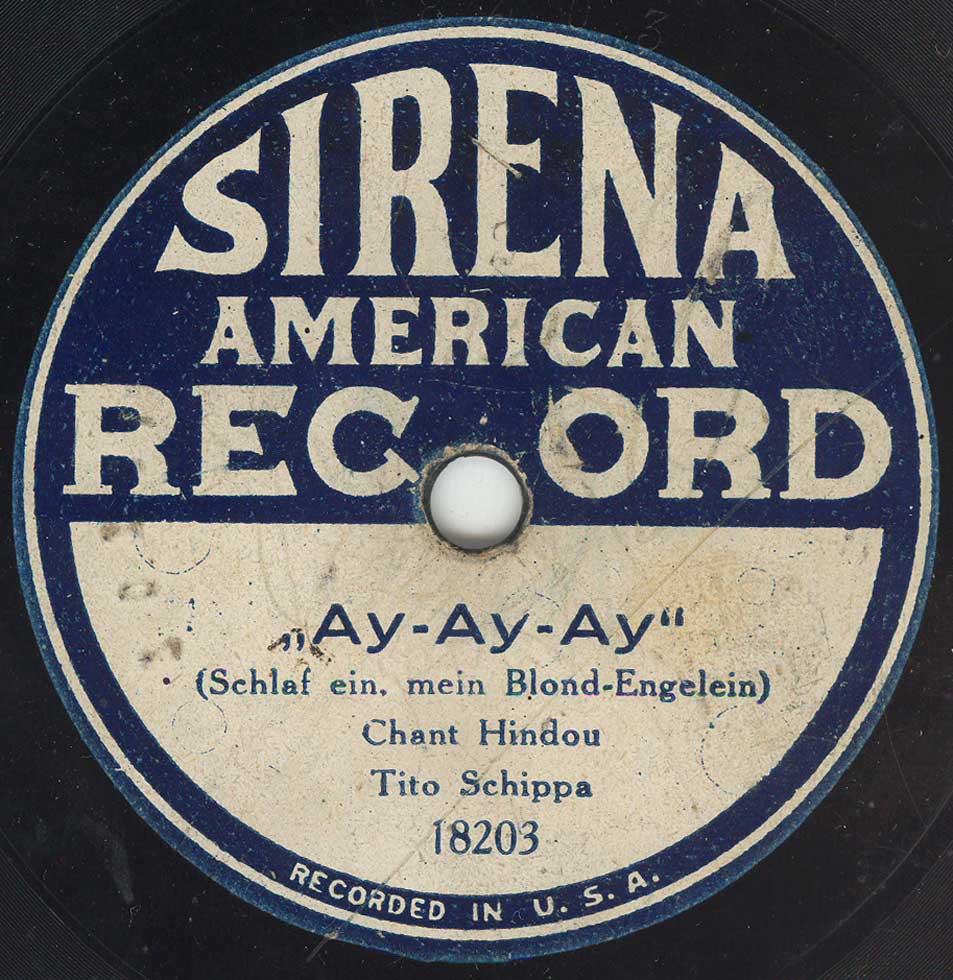 SIRENA
AMERICAN
RECORD
„Ay-Ay-Ay“
(Schlaf ein, mein Blond-Engelein)
Chant Hindou
Tito Schippa
18203
RECORDED IN U. S. A.